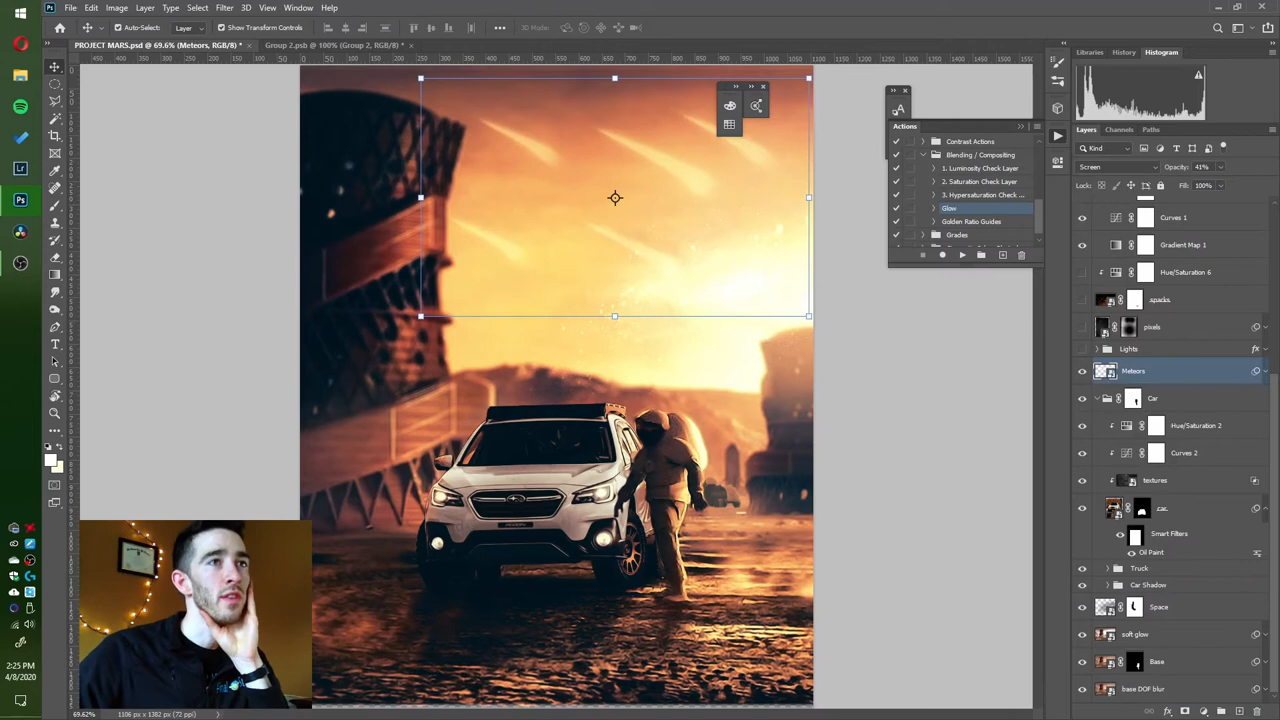 File Edit Image Layer Type Select Filter 3D View Window Help
Auto-Select: Layer Show Transform Controls 3D Mode:
PROJECT MARS.psd @ 69.6% (Meteors, RGB/8) * Group 2.psb @ 100% (Group 2, RGB/8) *
Libraries History Histogram
Actions
Contrast Actions
Blending / Compositing
1. Luminosity Check Layer
2. Saturation Check Layer
3. Hypersaturation Check ...
Glow
Golden Ratio Guides
Grades
Layers Channels Paths
Kind
Screen Opacity: 41%
Lock: Fill: 100%
Curves 1
Gradient Map 1
Hue/Saturation 6
sparks
pixels
Lights fx
Meteors
Car
Hue/Saturation 2
Curves 2
textures
car
Smart Filters
Oil Paint
Truck
Car Shadow
Space
soft glow
Base
base DOF blur
2:25 PM
4/8/2020
69.62% 1106 px x 1382 px (72 ppi)